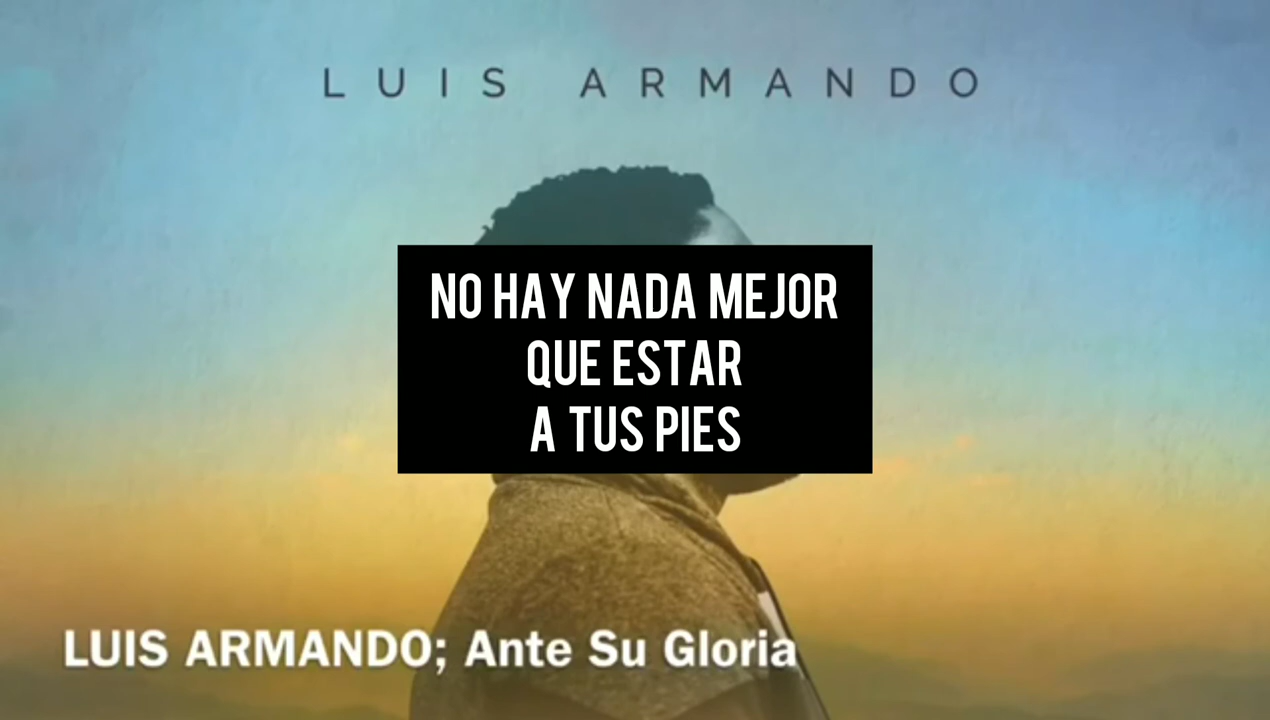 LUIS ARMANDO
NO HAY NADA MEJOR
QUE ESTAR
A TUS PIES
LUIS ARMANDO; Ante Su Gloria